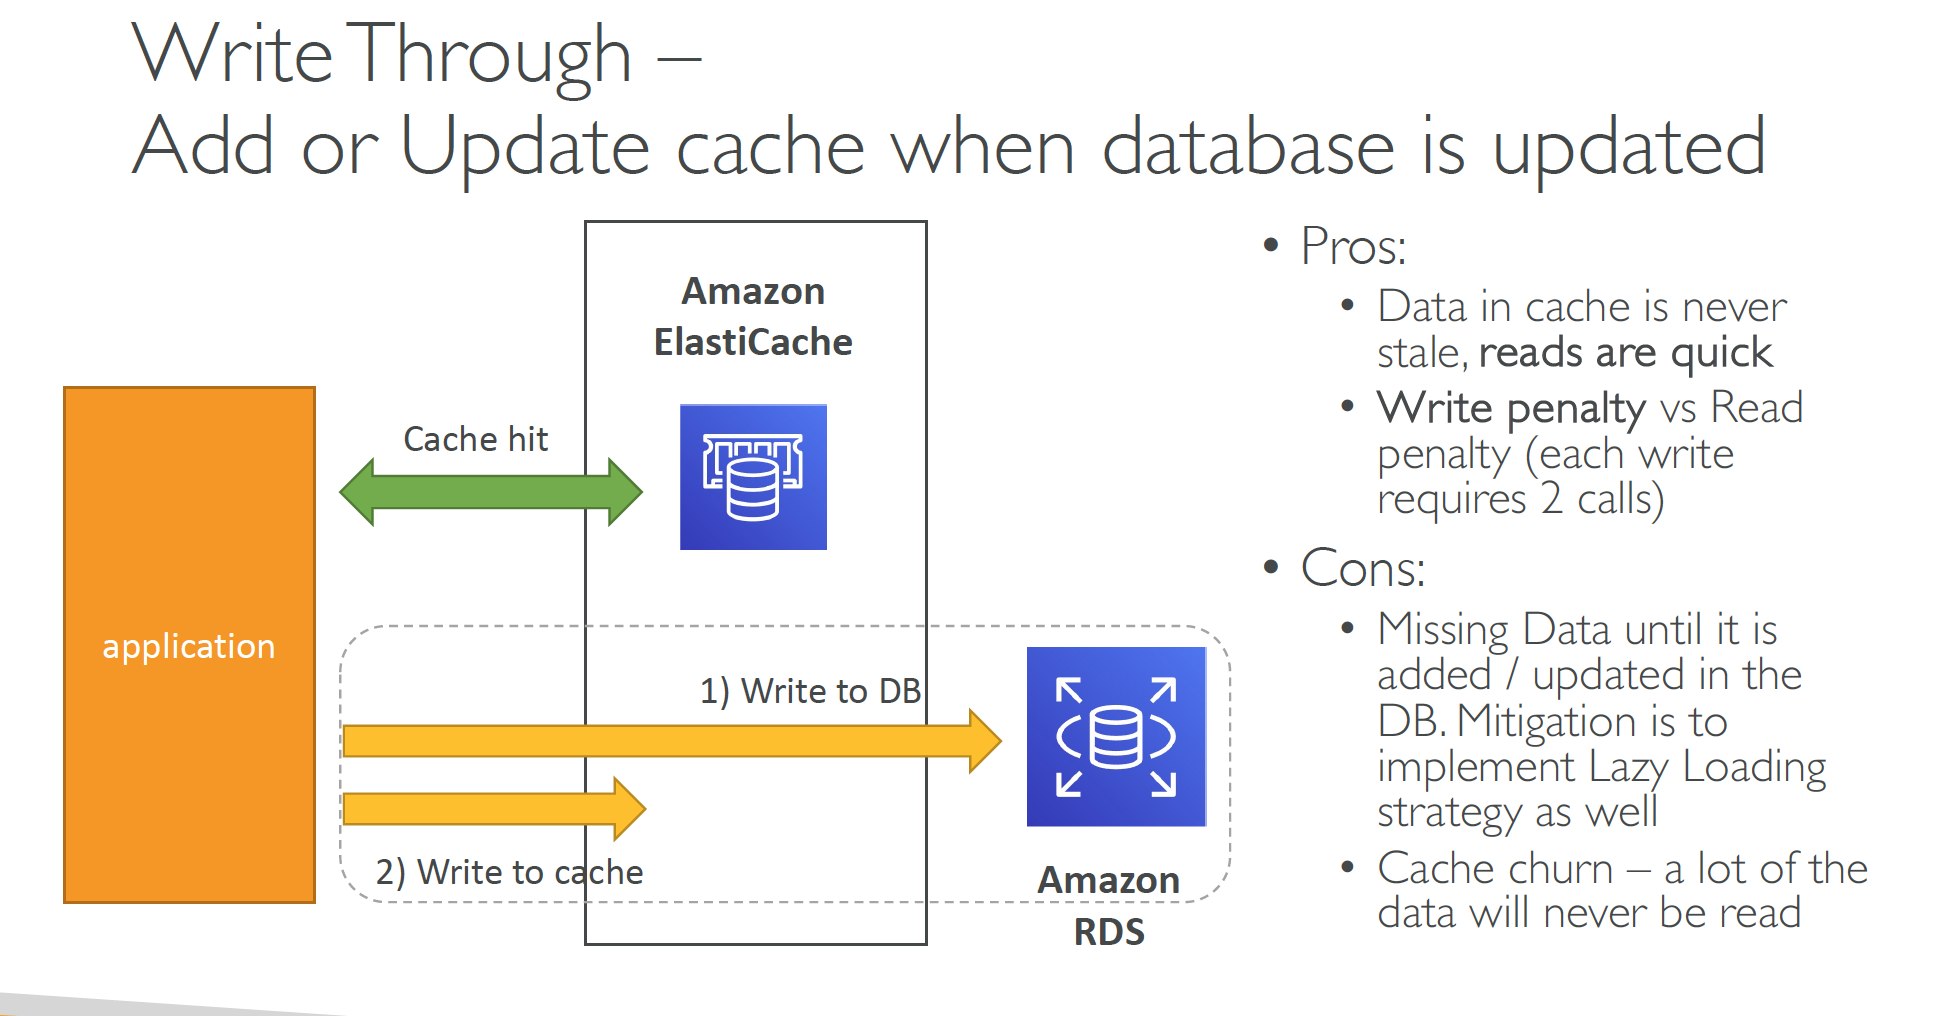 Write Through –
Add or Update cache when database is updated
Amazon
ElastiCache
Cache hit
application
1) Write to DB
2) Write to cache
Amazon
RDS
• Pros:
• Data in cache is never
stale, reads are quick
• Write penalty vs Read
penalty (each write
requires 2 calls)
• Cons:
• Missing Data until it is
added / updated in the
DB. Mitigation is to
implement Lazy Loading
strategy as well
• Cache churn – a lot of the
data will never be read